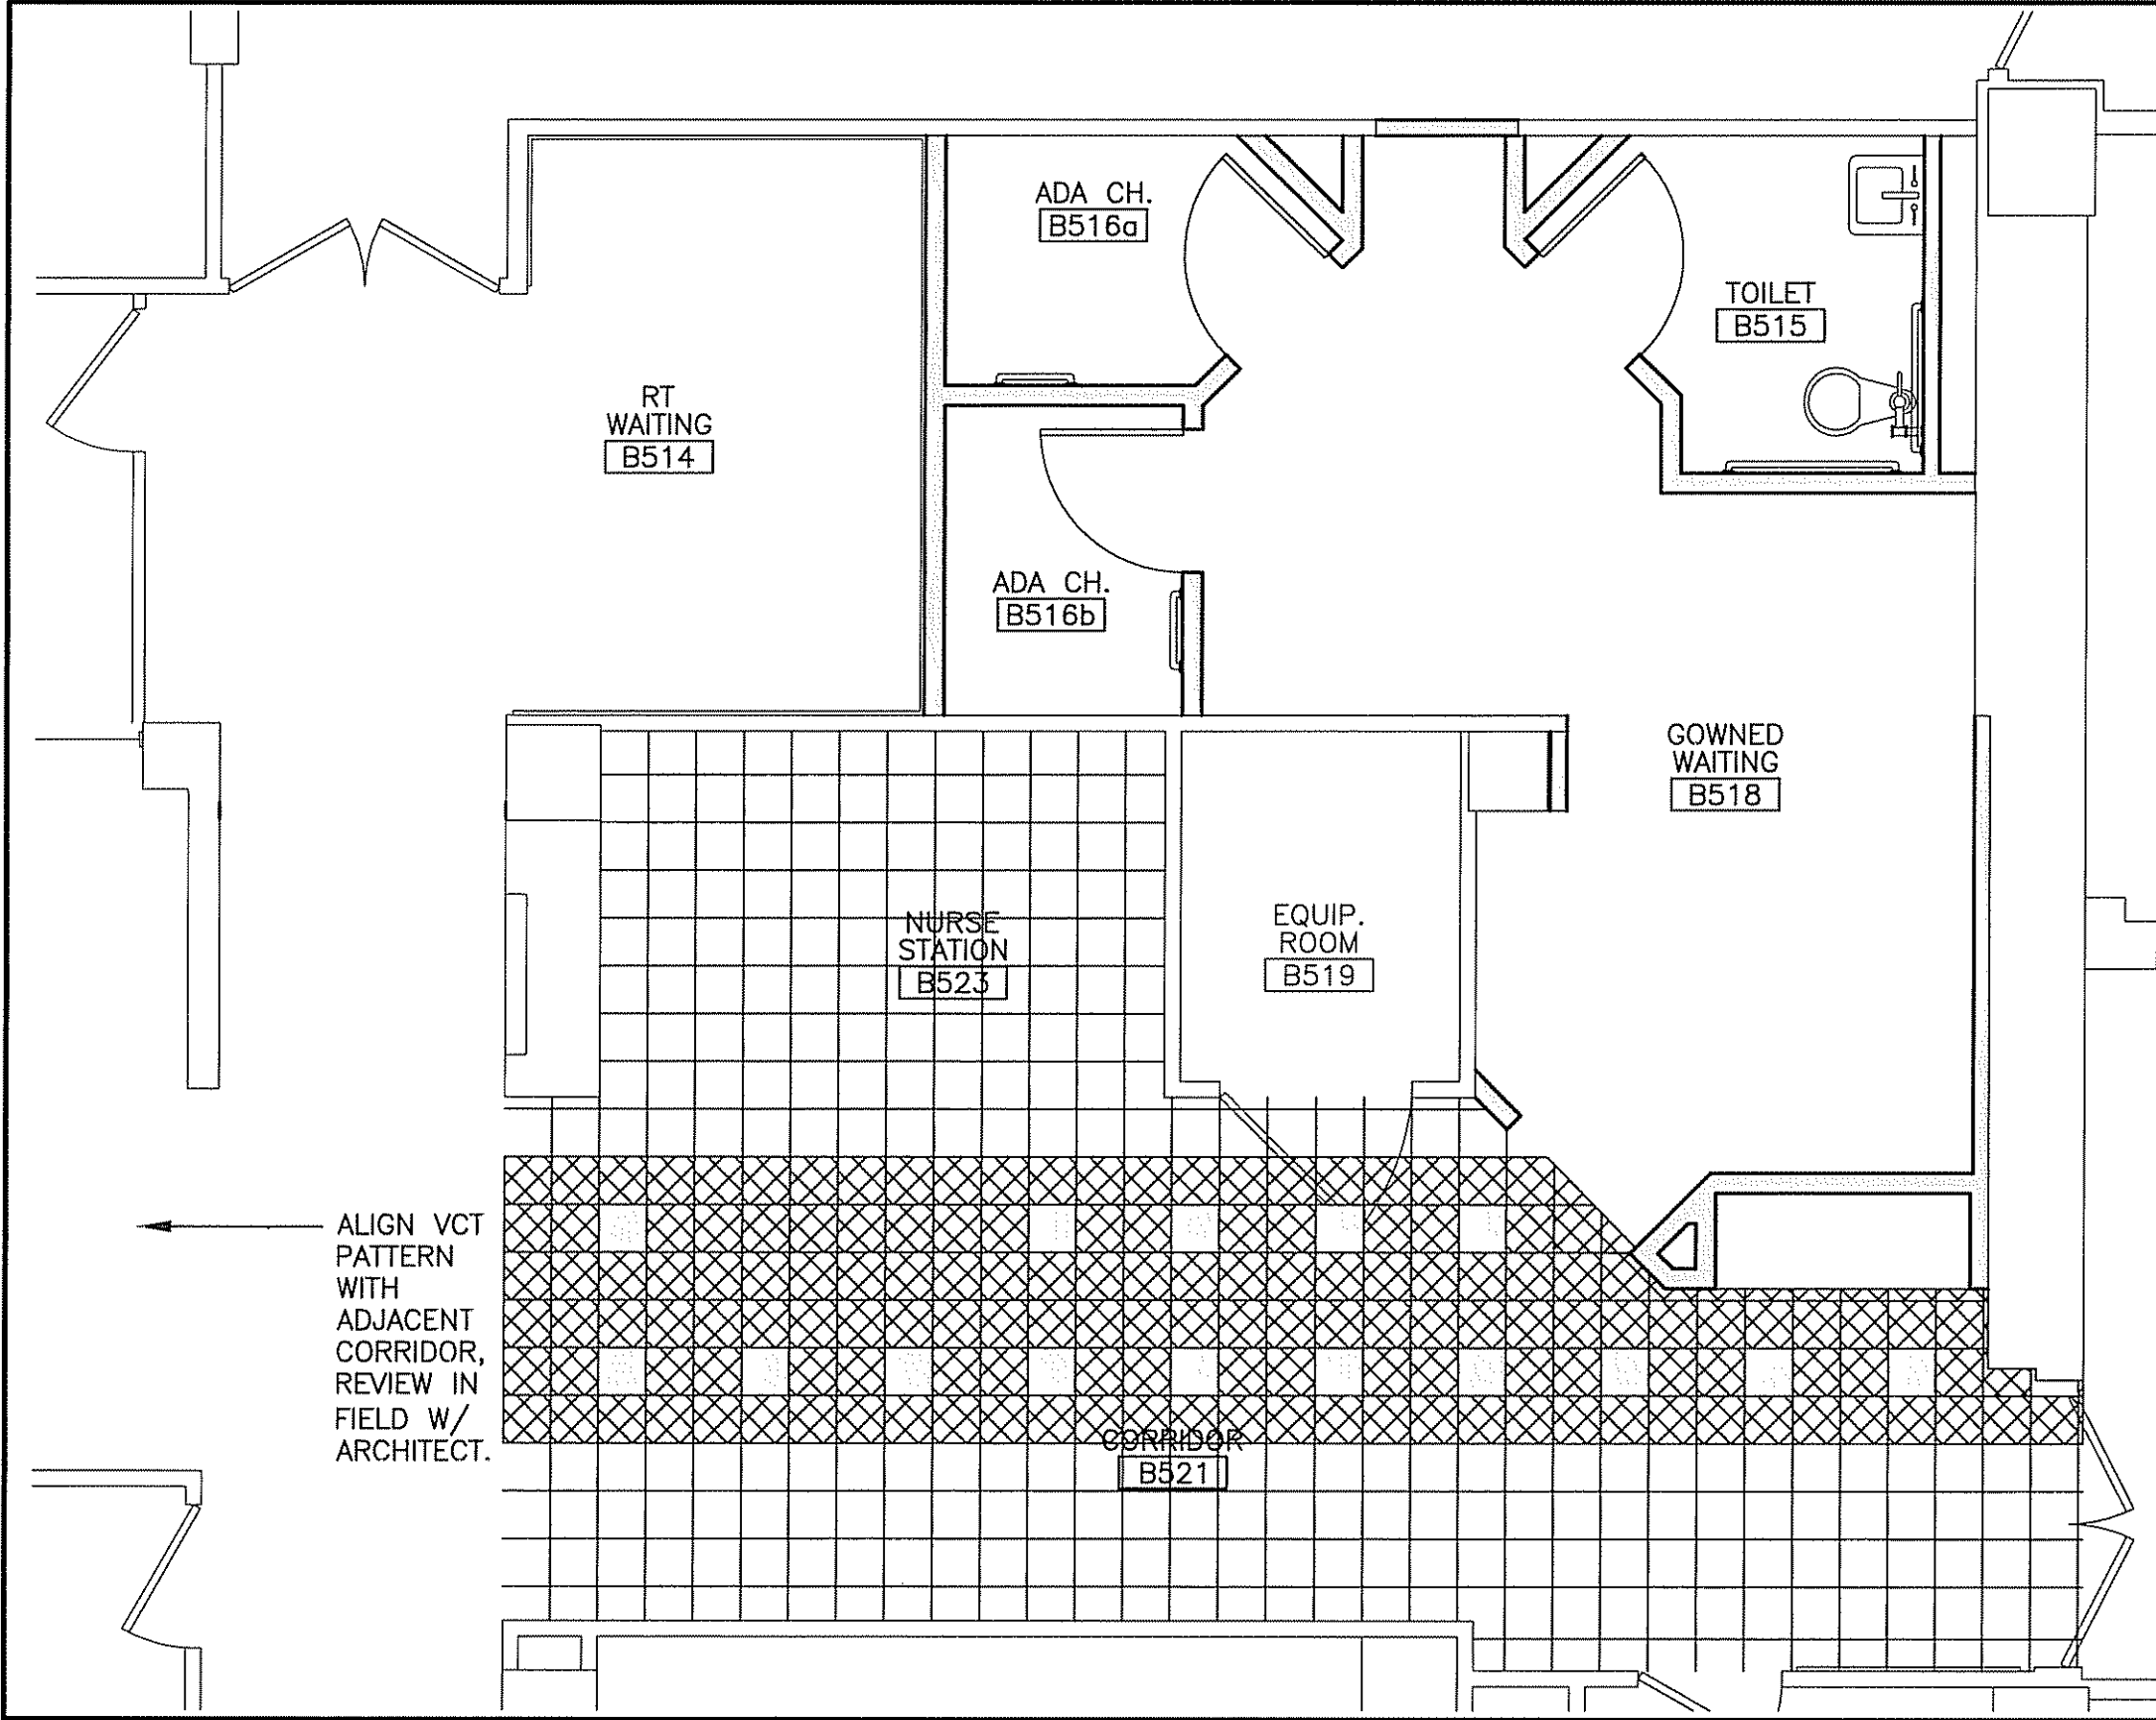 ADA CH.
B516a
TOILET
B515
RT
WAITING
B514
ADA CH.
B516b
GOWNED
WAITING
B518
NURSE
STATION
B523
EQUIP.
ROOM
B519
ALIGN VCT
PATTERN
WITH
ADJACENT
CORRIDOR,
REVIEW IN
FIELD W/
ARCHITECT.
CORRIDOR
B521